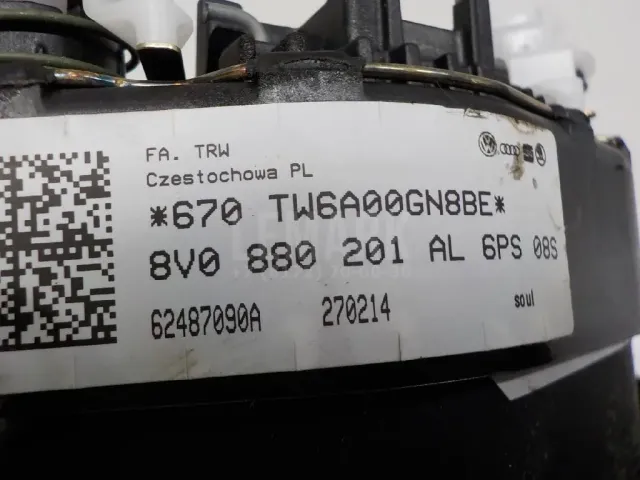 FA. TRW
Czestochowa PL
*670 TW6A00GN8BE*
8V0 880 201 AL 6PS 08S
62487090A 270214 soul